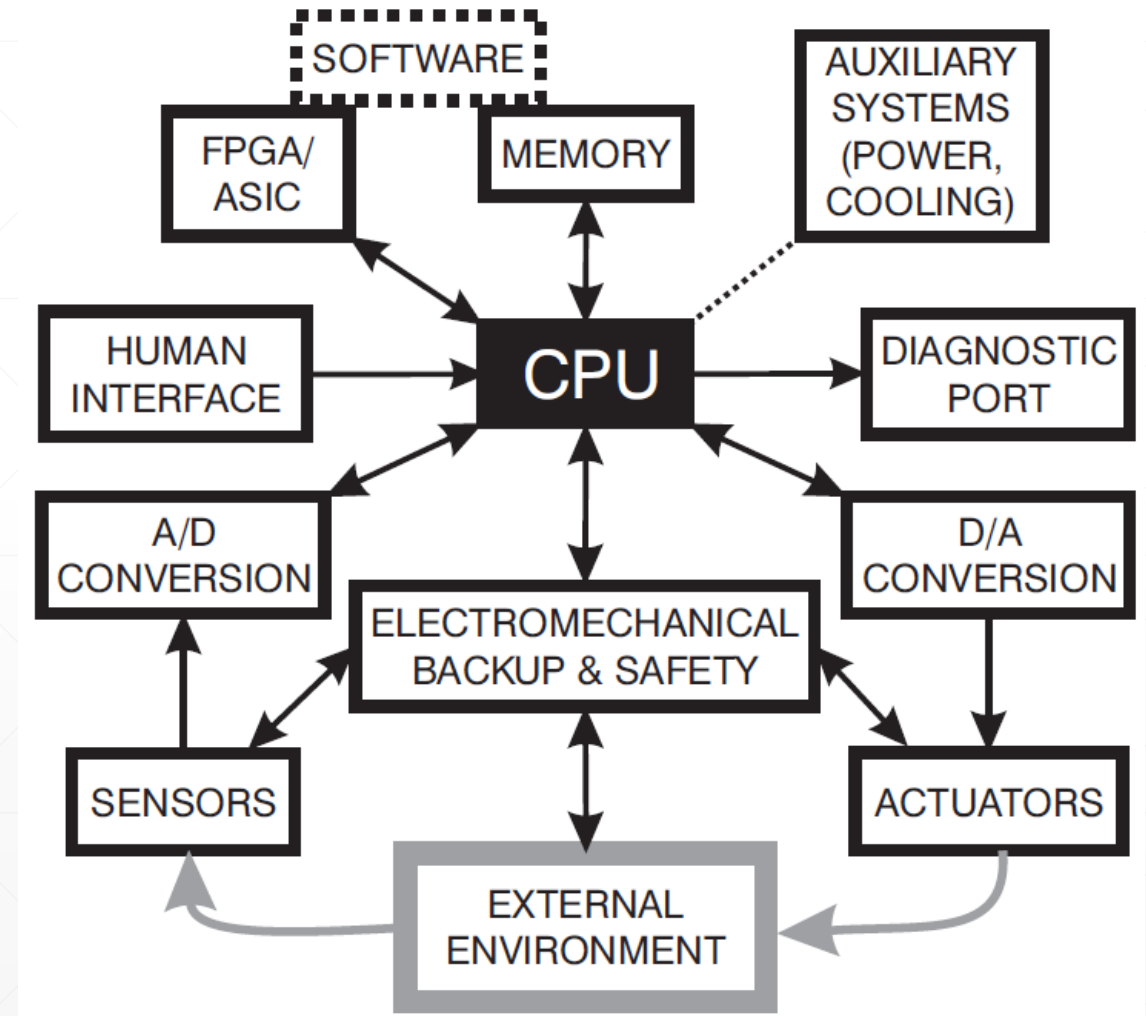 SOFTWARE
FPGA/
ASIC
MEMORY
AUXILIARY
SYSTEMS
(POWER,
COOLING)
HUMAN
INTERFACE
CPU
DIAGNOSTIC
PORT
A/D
CONVERSION
D/A
CONVERSION
ELECTROMECHANICAL
BACKUP & SAFETY
SENSORS
ACTUATORS
EXTERNAL
ENVIRONMENT